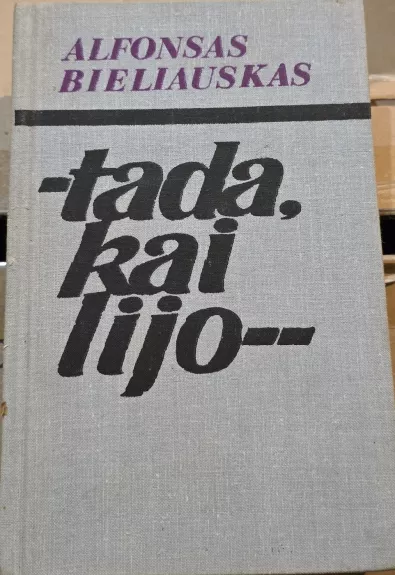 ALFONSAS
BIELIAUSKAS
-tada,
kai
lijo--